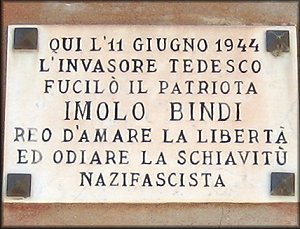 QUI L'11 GIUGNO 1944
L'INVASORE TEDESCO
FUCILÒ IL PATRIOTA
IMOLO BINDI
REO D'AMARE LA LIBERTÀ
ED ODIARE LA SCHIAVITÙ
NAZIFASCISTA